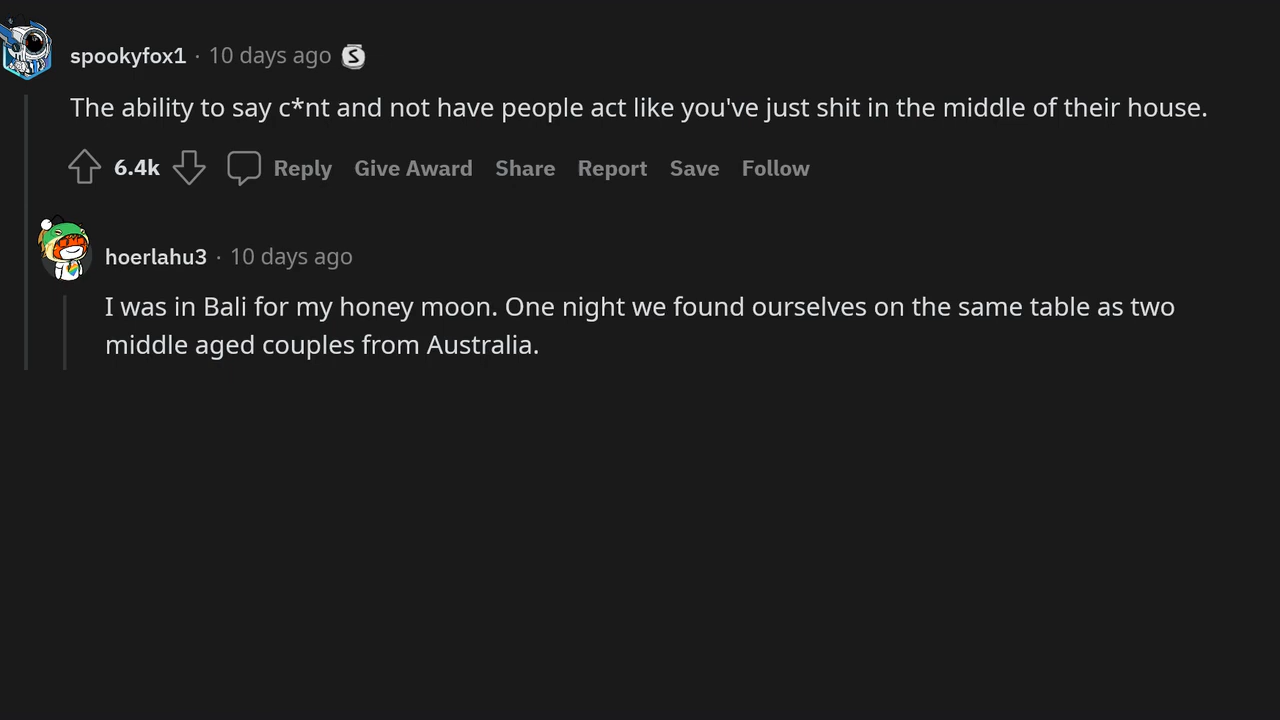 spookyfox1 · 10 days ago S
The ability to say c*nt and not have people act like you've just shit in the middle of their house.
6.4k Reply Give Award Share Report Save Follow
hoerlahu3 · 10 days ago
I was in Bali for my honey moon. One night we found ourselves on the same table as two
middle aged couples from Australia.